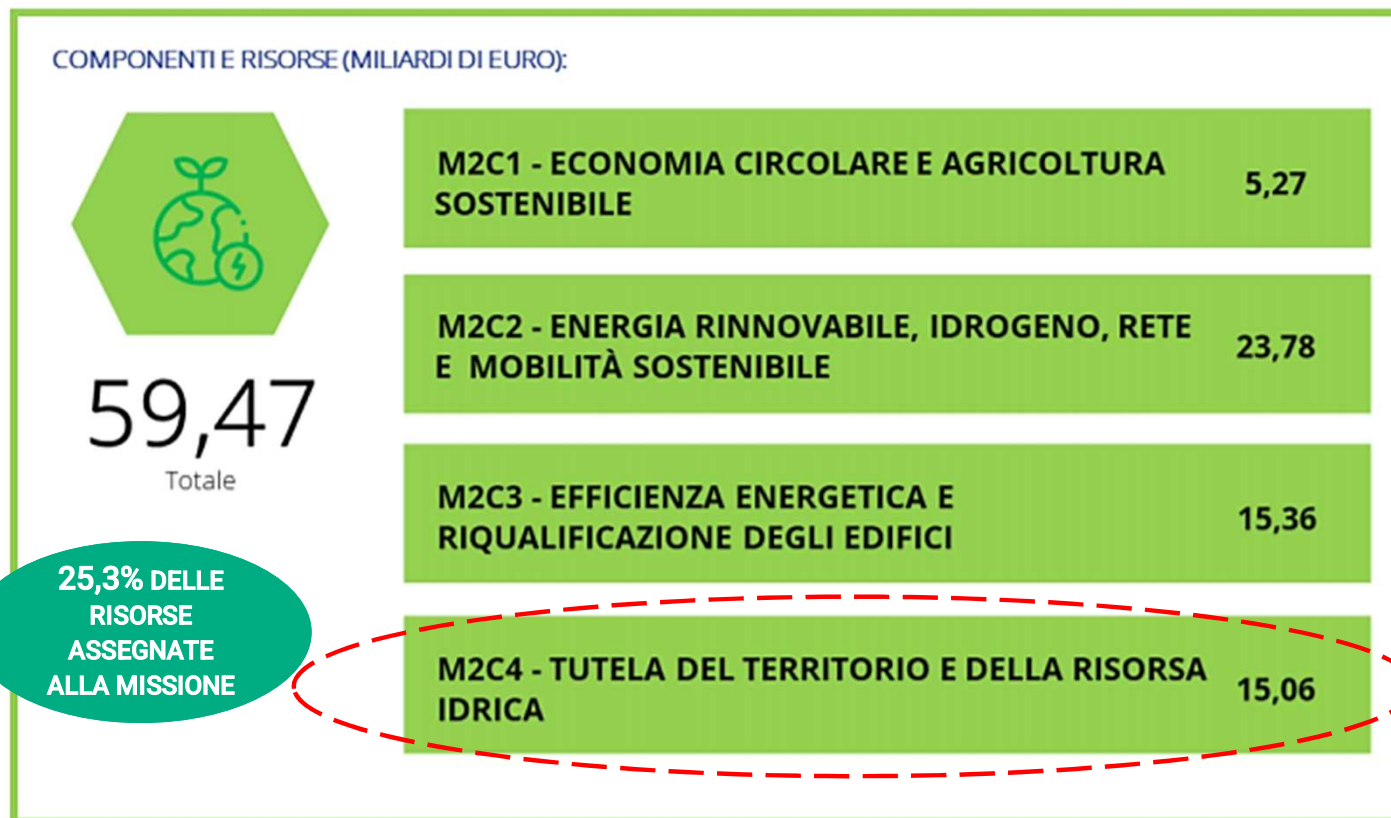 COMPONENTI E RISORSE (MILIARDI DI EURO):
M2C1 - ECONOMIA CIRCOLARE E AGRICOLTURA
SOSTENIBILE
5,27
M2C2 - ENERGIA RINNOVABILE, IDROGENO, RETE
E MOBILITÀ SOSTENIBILE
23,78
59,47
Totale
M2C3 - EFFICIENZA ENERGETICA E
RIQUALIFICAZIONE DEGLI EDIFICI
15,36
25,3% DELLE
RISORSE
ASSEGNATE
ALLA MISSIONE
M2C4 - TUTELA DEL TERRITORIO E DELLA RISORSA
IDRICA
15,06